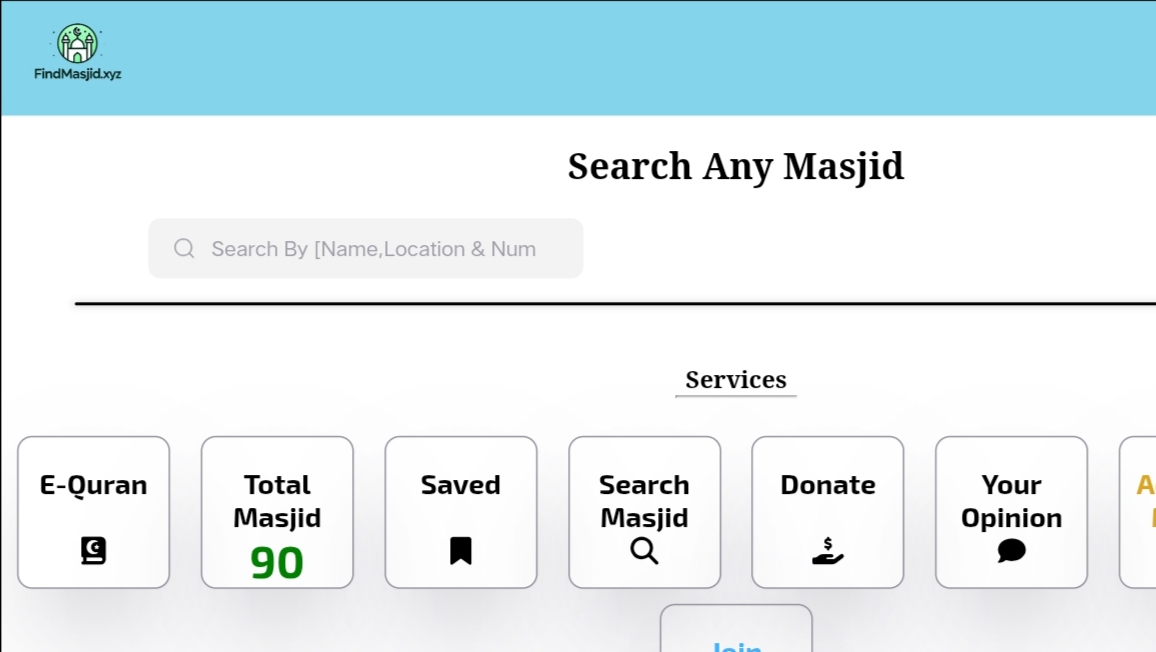 FindMasjid.xyz
Search Any Masjid
Search By [Name,Location & Num
Services
E-Quran
Total
Masjid
90
Saved
Search
Masjid
Donate
Your
Opinion
Join